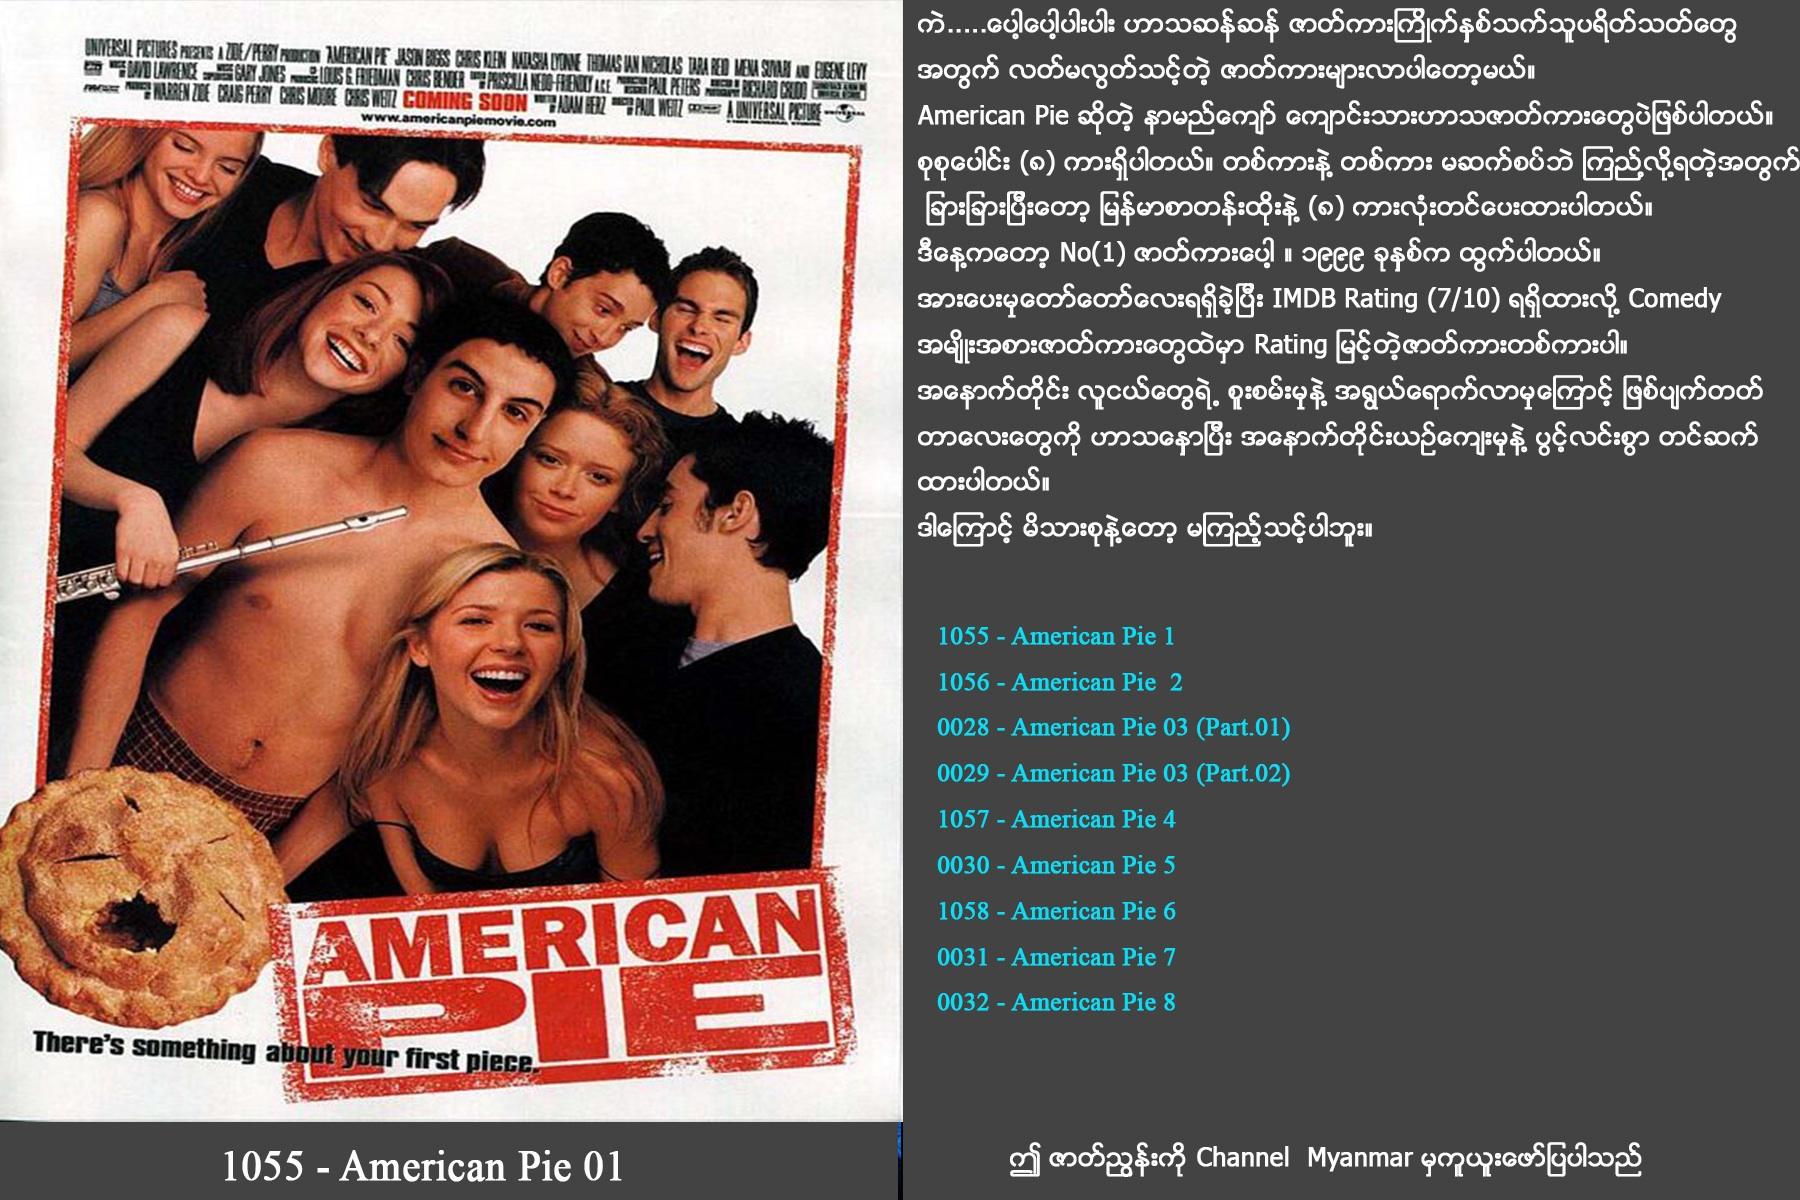 UNIVERSAL PICTURES PRESENTS A ZIDE/PERRY PRODUCTION "AMERICAN PIE" JASON BIGGS CHRIS KLEIN NATASHA LYONNE THOMAS IAN NICHOLAS TARA REID MENA SUVARI AND EUGENE LEVY
DAVID LAWRENCE GARY JONES LOUIS G. FRIEDMAN CHRIS BENDER PRISCILLA NEDD-FRIENDLY A.C.E. PAUL PETERS RICHARD CRUDO
WARREN ZIDE CRAIG PERRY CHRIS MOORE CHRIS WEITZ COMING SOON ADAM HERZ PAUL WEITZ A UNIVERSAL PICTURE
www.americanpiemovie.com
AMERICAN
PIE
There's something about your first piece.
1055 - American Pie 01
ကဲ.....ပေါ့ပေါ့ပါးပါး ဟာသဆန်ဆန် ဇာတ်ကားကြိုက်နှစ်သက်သူပရိတ်သတ်တွေ
အတွက် လတ်မလွတ်သင့်တဲ့ ဇာတ်ကားများလာပါတော့မယ်။
American Pie ဆိုတဲ့ နာမည်ကျော် ကျောင်းသားဟာသဇာတ်ကားတွေပဲဖြစ်ပါတယ်။
စုစုပေါင်း (၈) ကားရှိပါတယ်။ တစ်ကားနဲ့ တစ်ကား မဆက်စပ်ဘဲ ကြည့်လို့ရတဲ့အတွက်
ခြားခြားပြီးတော့ မြန်မာစာတန်းထိုးနဲ့ (၈) ကားလုံးတင်ပေးထားပါတယ်။
ဒီနေ့ကတော့ No(1) ဇာတ်ကားပေါ့ ။ ၁၉၉၉ ခုနှစ်က ထွက်ပါတယ်။
အားပေးမှုတော်တော်လေးရရှိခဲ့ပြီး IMDB Rating (7/10) ရရှိထားလို့ Comedy
အမျိုးအစားဇာတ်ကားတွေထဲမှာ Rating မြင့်တဲ့ဇာတ်ကားတစ်ကားပါ။
အနောက်တိုင်း လူငယ်တွေရဲ့ စူးစမ်းမှုနဲ့ အရွယ်ရောက်လာမှုကြောင့် ဖြစ်ပျက်တတ်
တာလေးတွေကို ဟာသနှောပြီး အနောက်တိုင်းယဉ်ကျေးမှုနဲ့ ပွင့်လင်းစွာ တင်ဆက်
ထားပါတယ်။
ဒါကြောင့် မိသားစုနဲ့တော့ မကြည့်သင့်ပါဘူး။
1055 - American Pie 1
1056 - American Pie 2
0028 - American Pie 03 (Part.01)
0029 - American Pie 03 (Part.02)
1057 - American Pie 4
0030 - American Pie 5
1058 - American Pie 6
0031 - American Pie 7
0032 - American Pie 8
ဤ ဇာတ်ညွှန်းကို Channel Myanmar မှကူယူးဖော်ပြပါသည်